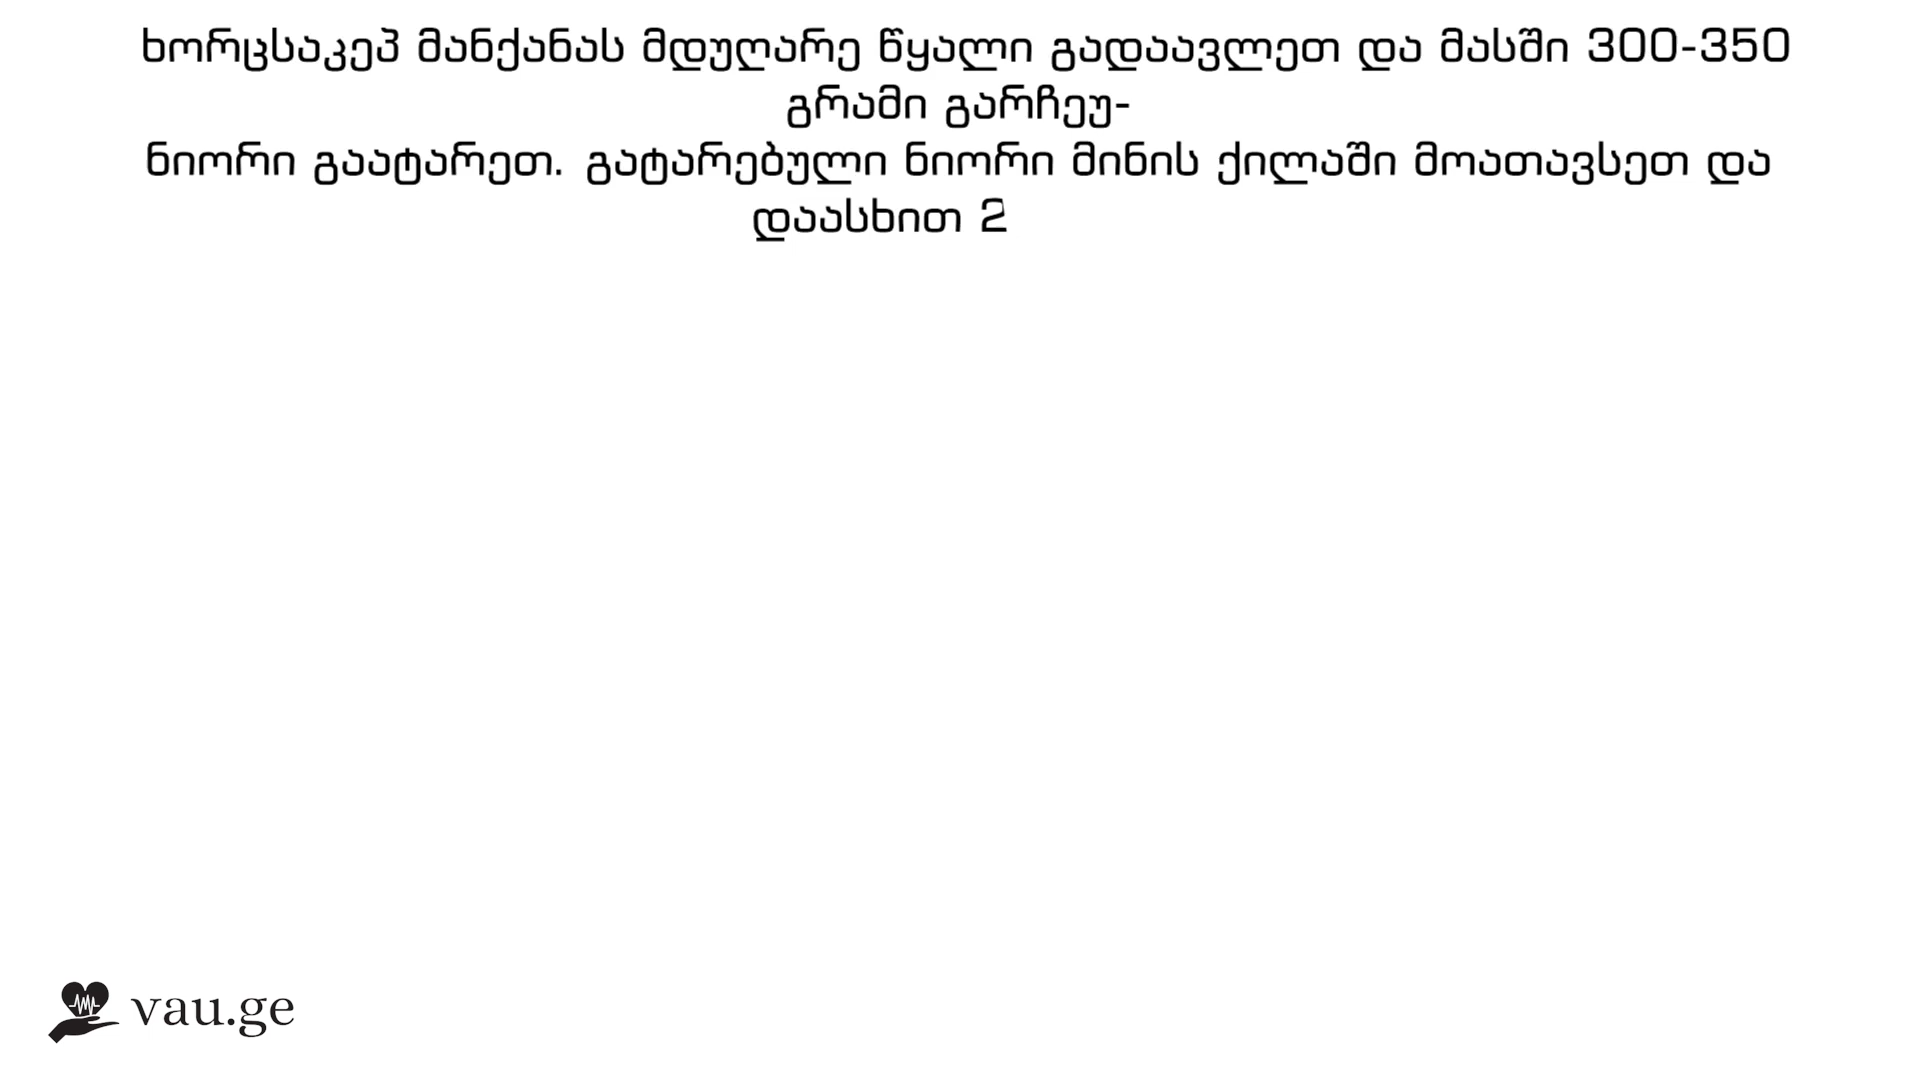 ხორცსაკეპ მანქანას მდუღარე წყალი გადაავლეთ და მასში 300-350
გრამი გარჩეუ-
ნიორი გაატარეთ. გატარებული ნიორი მინის ქილაში მოათავსეთ და
დაასხით 2
vau.ge